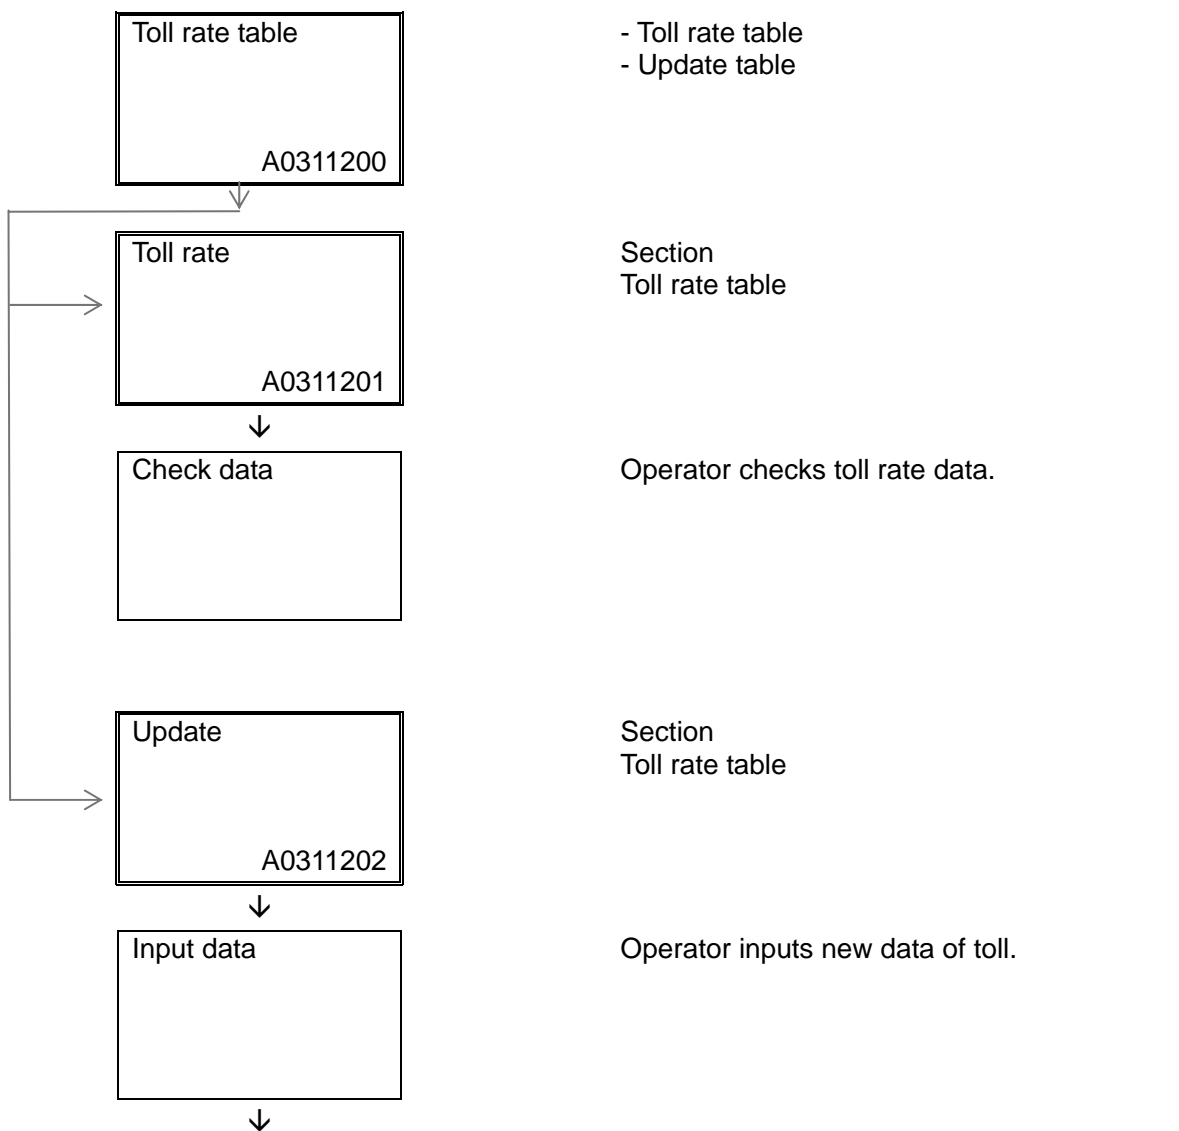 Toll rate table
- Toll rate table
- Update table
A0311200
Toll rate
Section
Toll rate table
A0311201
Check data
Operator checks toll rate data.
Update
Section
Toll rate table
A0311202
Input data
Operator inputs new data of toll.